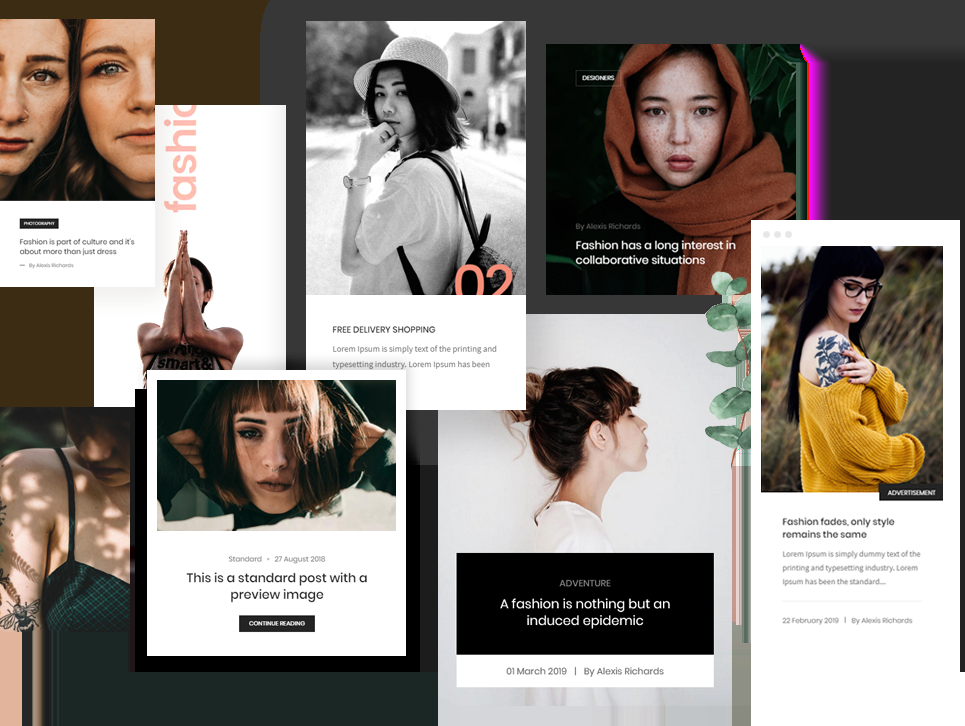 PHOTOGRAPHY
Fashion is part of culture and it's
about more than just dress
— By Alexis Richards
fashio
02
FREE DELIVERY SHOPPING
Lorem Ipsum is simply text of the printing and
typesetting industry. Lorem Ipsum has been
DESIGNERS
By Alexis Richards
Fashion has a long interest in
collaborative situations
smart&
Standard • 27 August 2018
This is a standard post with a
preview image
CONTINUE READING
ADVENTURE
A fashion is nothing but an
induced epidemic
01 March 2019 | By Alexis Richards
ADVERTISEMENT
Fashion fades, only style
remains the same
Lorem Ipsum is simply dummy text of the
printing and typesetting industry. Lorem
Ipsum has been the standard...
22 February 2019 | By Alexis Richards